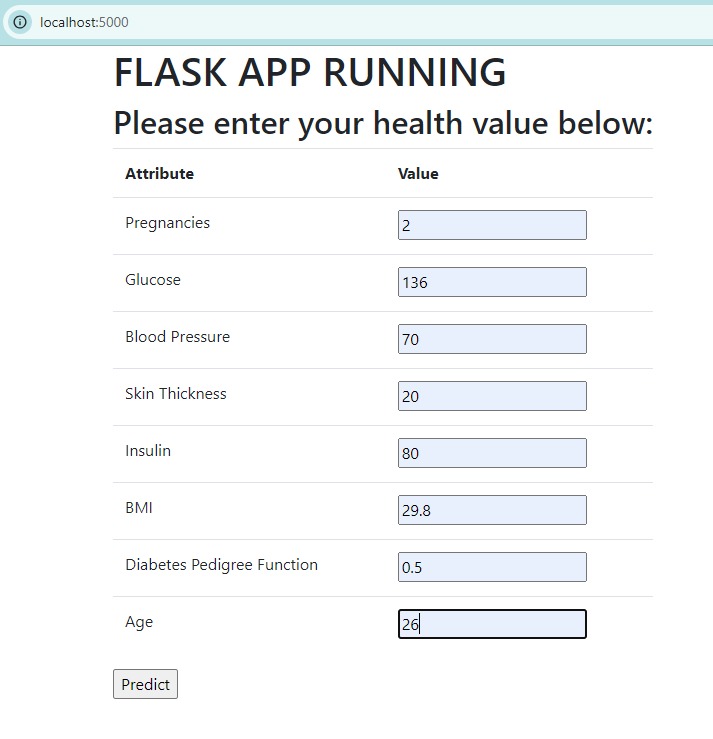 localhost:5000
FLASK APP RUNNING
Please enter your health value below:
Attribute Value
Pregnancies 2
Glucose 136
Blood Pressure 70
Skin Thickness 20
Insulin 80
BMI 29.8
Diabetes Pedigree Function 0.5
Age 26
Predict